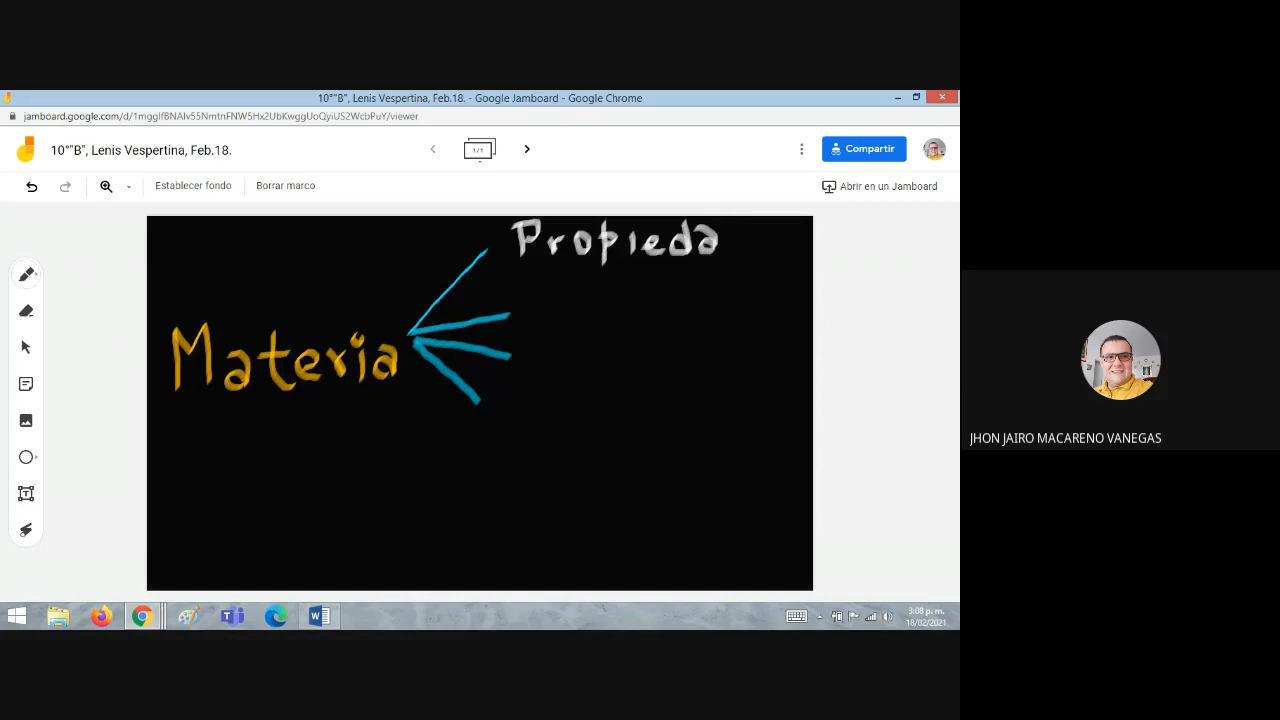 10°"B", Lenis Vespertina, Feb.18. - Google Jamboard - Google Chrome
jamboard.google.com/d/1mgglfBNAlv55NmtnFNW5Hx2UbKwggUoQyiUS2WcbPuY/viewer
10°"B", Lenis Vespertina, Feb.18.
1/1
Compartir
Establecer fondo
Borrar marco
Abrir en un Jamboard
Propieda
Materia
JHON JAIRO MACARENO VANEGAS
3:08 p. m.
18/02/2021